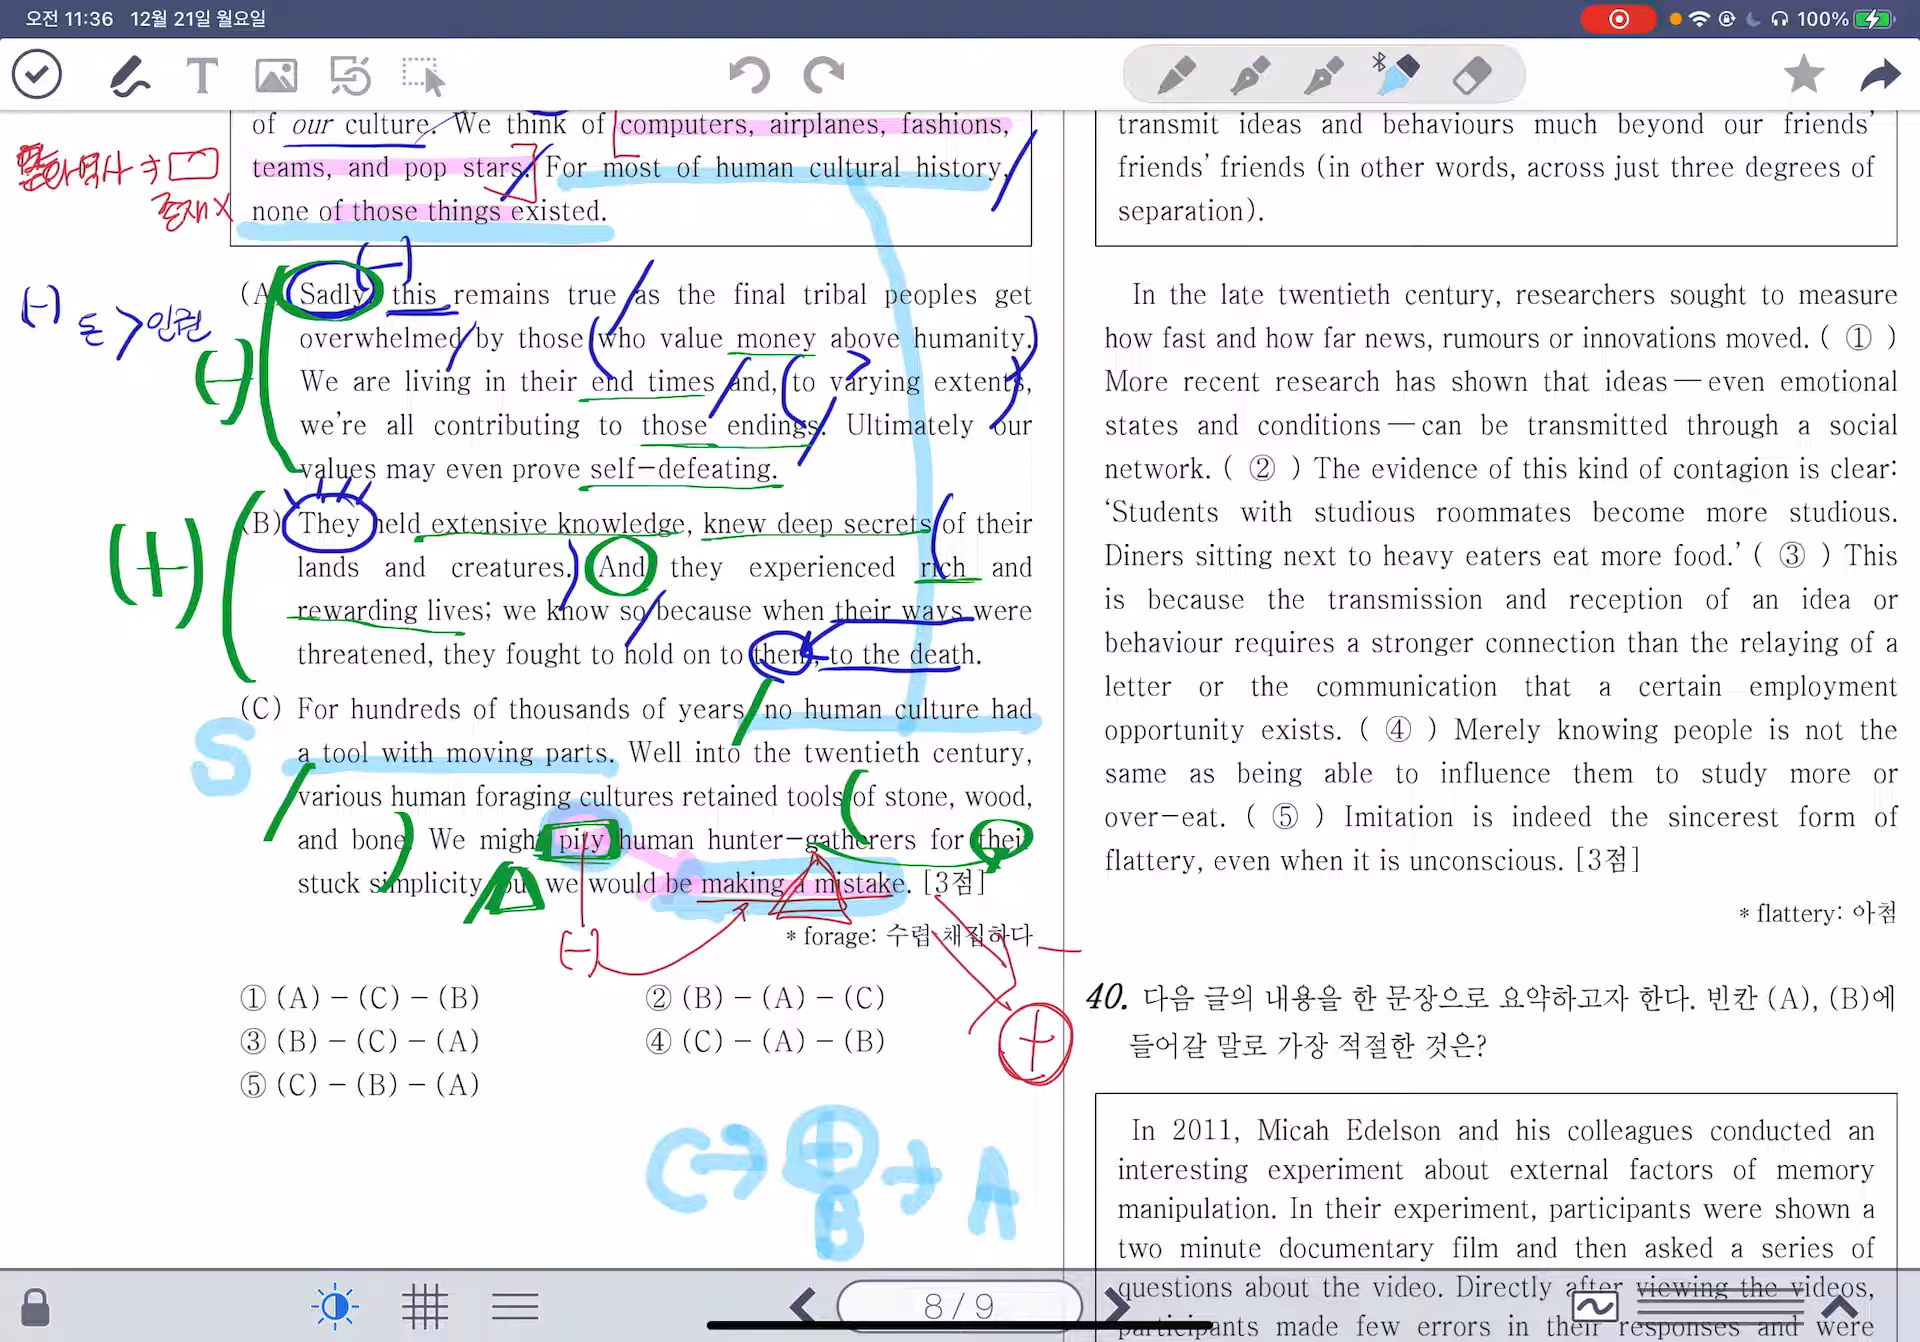 오전 11:36 12월 21일 월요일
100%
of our culture. We think of computers, airplanes, fashions,
teams, and pop stars. For most of human cultural history,
none of those things existed.
존재 X
(-)
(-) 돈 > 인권
(-)
(A) Sadly, this remains true as the final tribal peoples get
overwhelmed by those who value money above humanity.
We are living in their end times and, to varying extents,
we're all contributing to those endings. Ultimately our
values may even prove self-defeating.
(+)
(B) They held extensive knowledge, knew deep secrets of their
lands and creatures. And they experienced rich and
rewarding lives; we know so because when their ways were
threatened, they fought to hold on to them, to the death.
S
(C) For hundreds of thousands of years, no human culture had
a tool with moving parts. Well into the twentieth century,
various human foraging cultures retained tools of stone, wood,
and bone. We might pity human hunter-gatherers for their
stuck simplicity, but we would be making a mistake. [3점]
(-)
* forage: 수렵 채집하다
+
① (A) - (C) - (B)
② (B) - (A) - (C)
③ (B) - (C) - (A)
④ (C) - (A) - (B)
⑤ (C) - (B) - (A)
C → + → A
B
transmit ideas and behaviours much beyond our friends'
friends' friends (in other words, across just three degrees of
separation).
In the late twentieth century, researchers sought to measure
how fast and how far news, rumours or innovations moved. ( ① )
More recent research has shown that ideas — even emotional
states and conditions — can be transmitted through a social
network. ( ② ) The evidence of this kind of contagion is clear:
'Students with studious roommates become more studious.
Diners sitting next to heavy eaters eat more food.' ( ③ ) This
is because the transmission and reception of an idea or
behaviour requires a stronger connection than the relaying of a
letter or the communication that a certain employment
opportunity exists. ( ④ ) Merely knowing people is not the
same as being able to influence them to study more or
over-eat. ( ⑤ ) Imitation is indeed the sincerest form of
flattery, even when it is unconscious. [3점]
* flattery: 아첨
40. 다음 글의 내용을 한 문장으로 요약하고자 한다. 빈칸 (A), (B)에
들어갈 말로 가장 적절한 것은?
In 2011, Micah Edelson and his colleagues conducted an
interesting experiment about external factors of memory
manipulation. In their experiment, participants were shown a
two minute documentary film and then asked a series of
questions about the video. Directly after viewing the videos,
participants made few errors in their responses and were
8 / 9